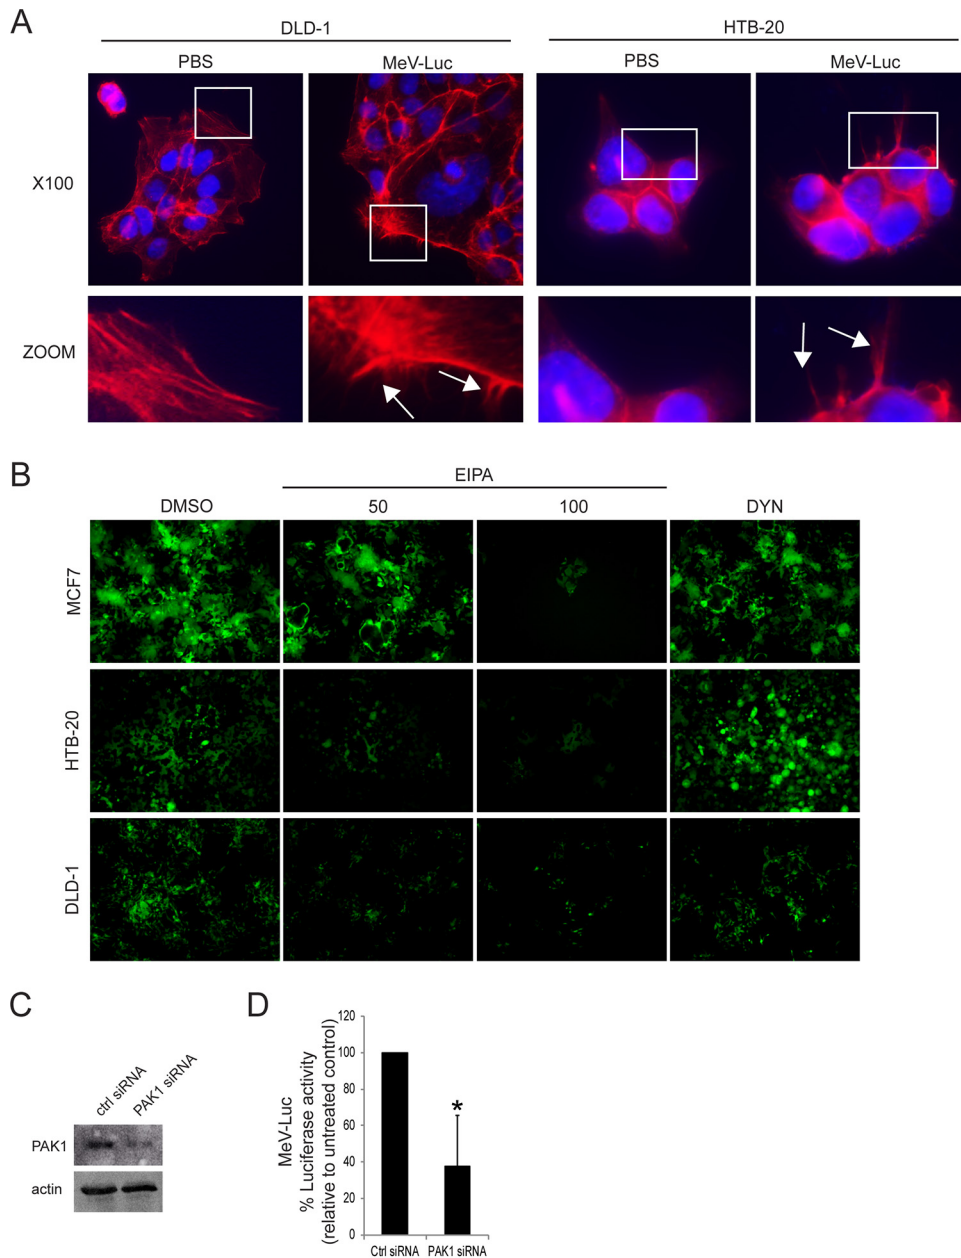 A
DLD-1
HTB-20
PBS
MeV-Luc
PBS
MeV-Luc
X100
ZOOM
B
EIPA
DMSO
50
100
DYN
MCF7
HTB-20
DLD-1
C
ctrl siRNA
PAK1 siRNA
PAK1
actin
D
MeV-Luc
% Luciferase activity
(relative to untreated control)
120
100
80
60
40
20
0
*
Ctrl siRNA
PAK1 siRNA